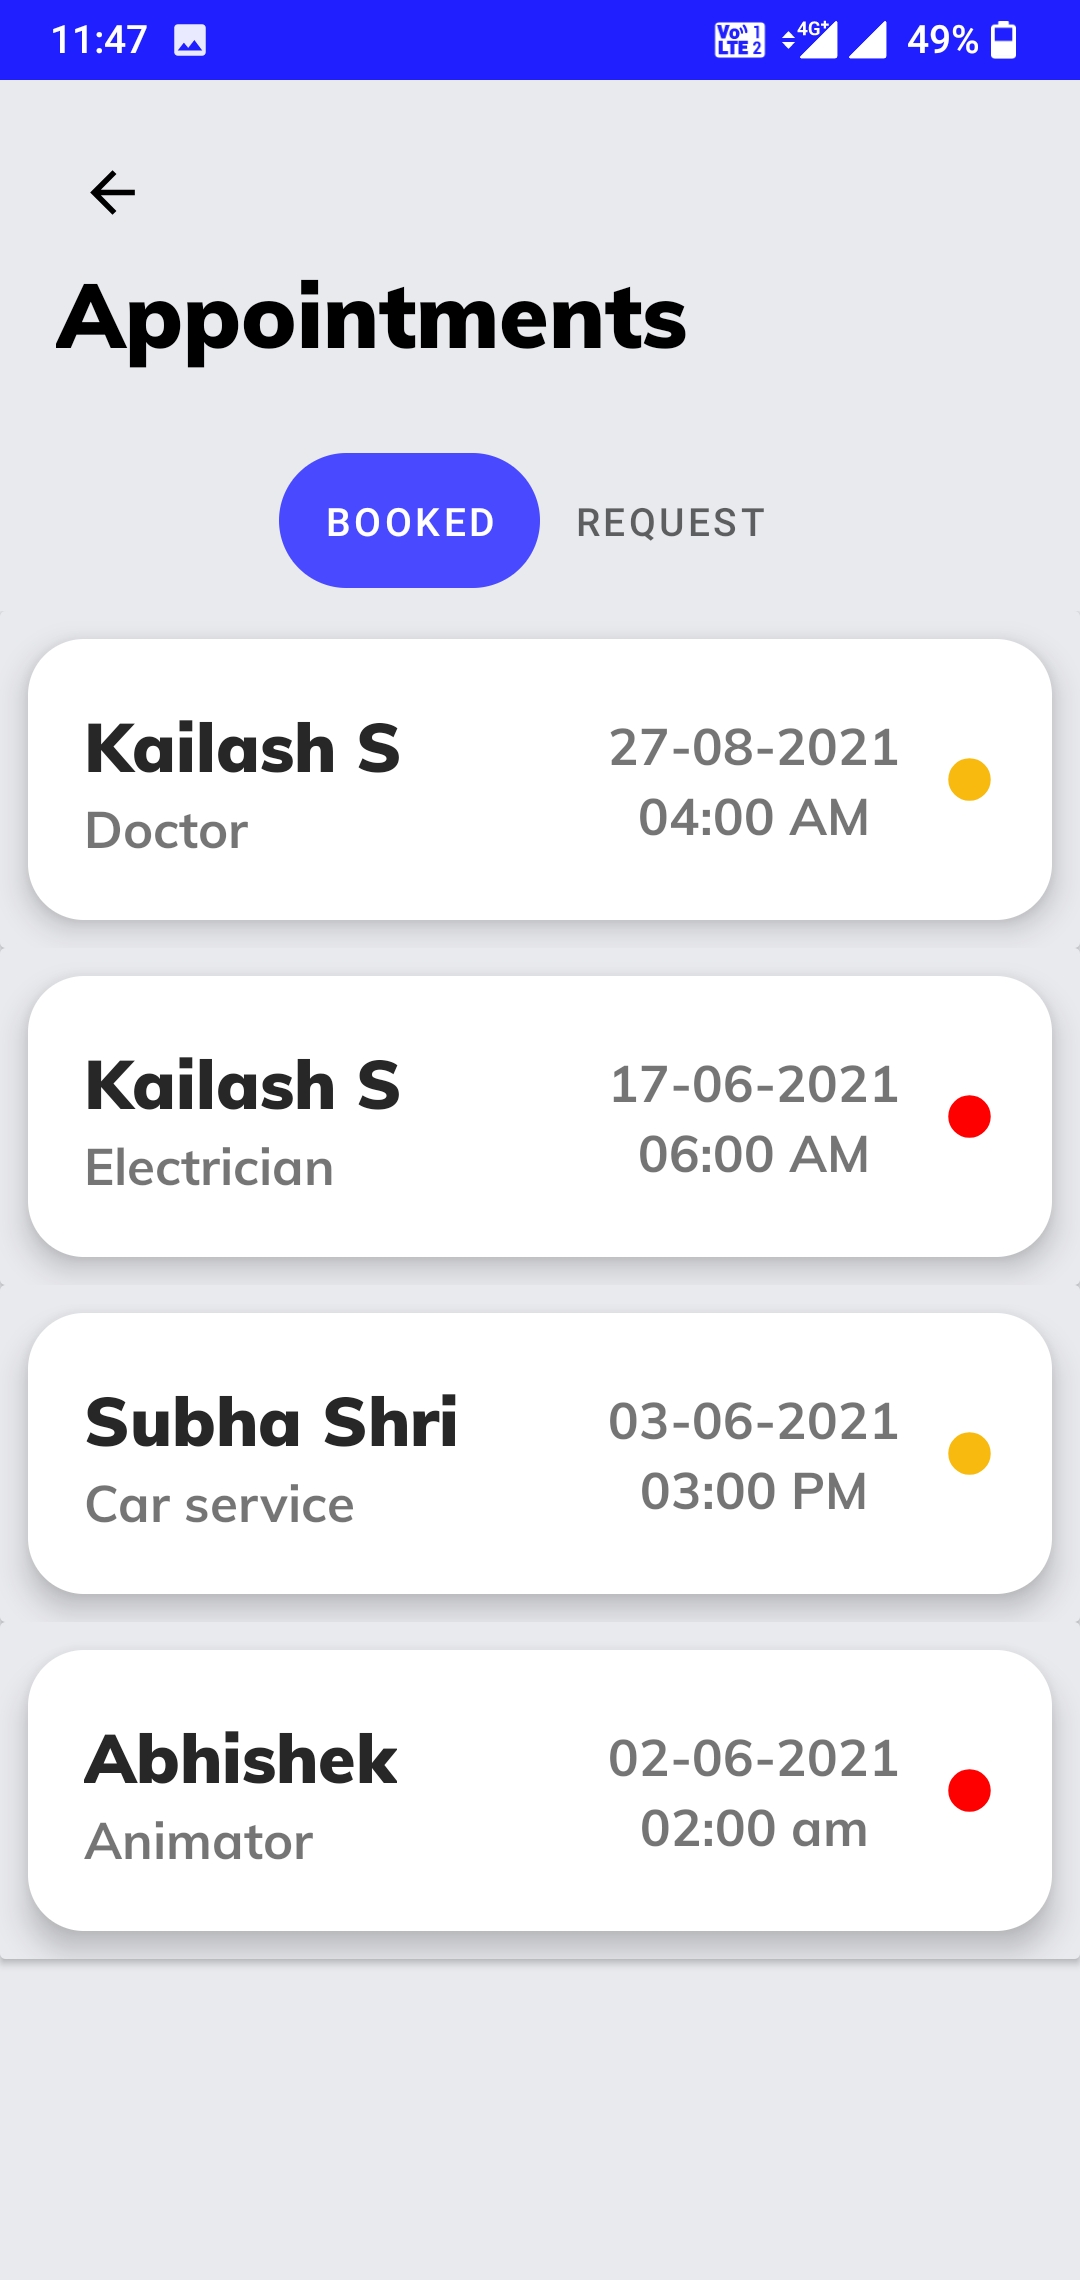 11:47 Vo)) 1 LTE 2 4G+ 49%
Appointments
BOOKED REQUEST
Kailash S 27-08-2021
Doctor 04:00 AM
Kailash S 17-06-2021
Electrician 06:00 AM
Subha Shri 03-06-2021
Car service 03:00 PM
Abhishek 02-06-2021
Animator 02:00 am